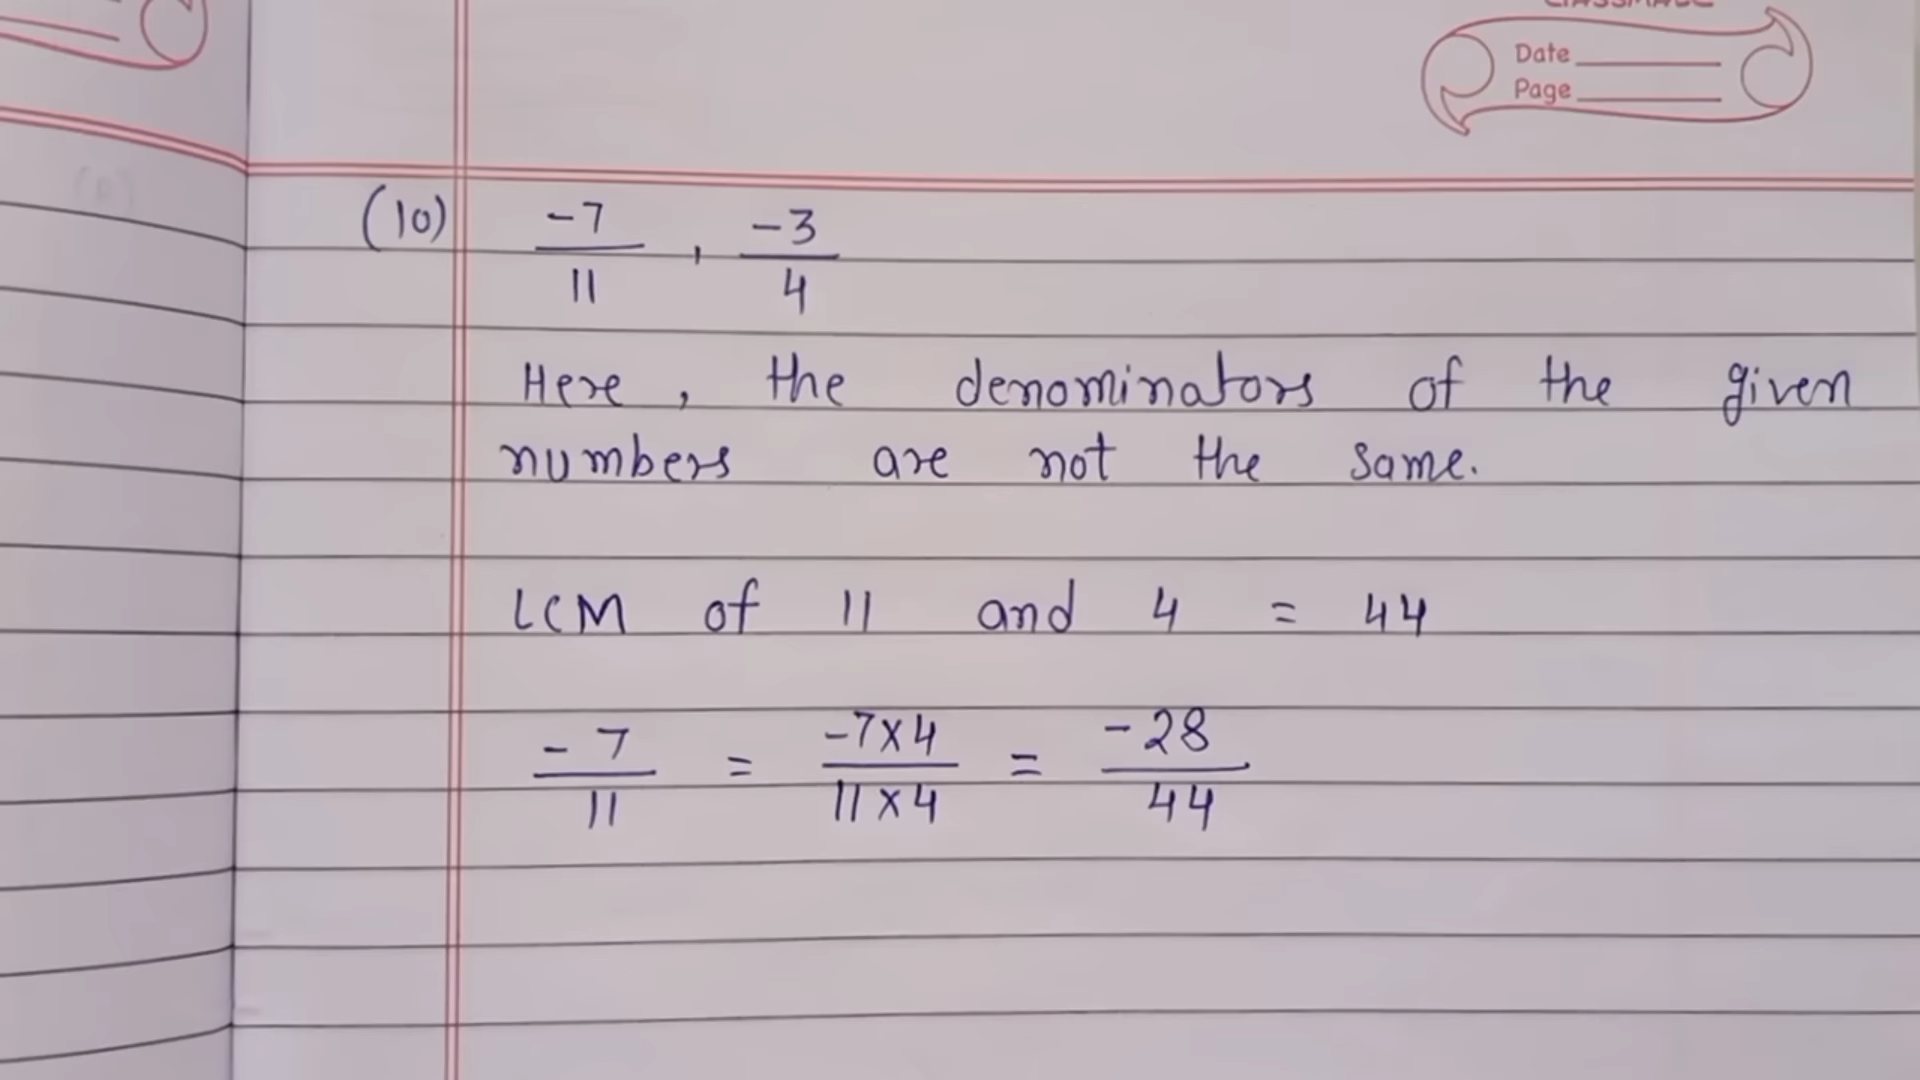 Date
Page
(10) -7/11 , -3/4
Here , the denominators of the given
numbers are not the same.
LCM of 11 and 4 = 44
-7/11 = -7×4/11×4 = -28/44